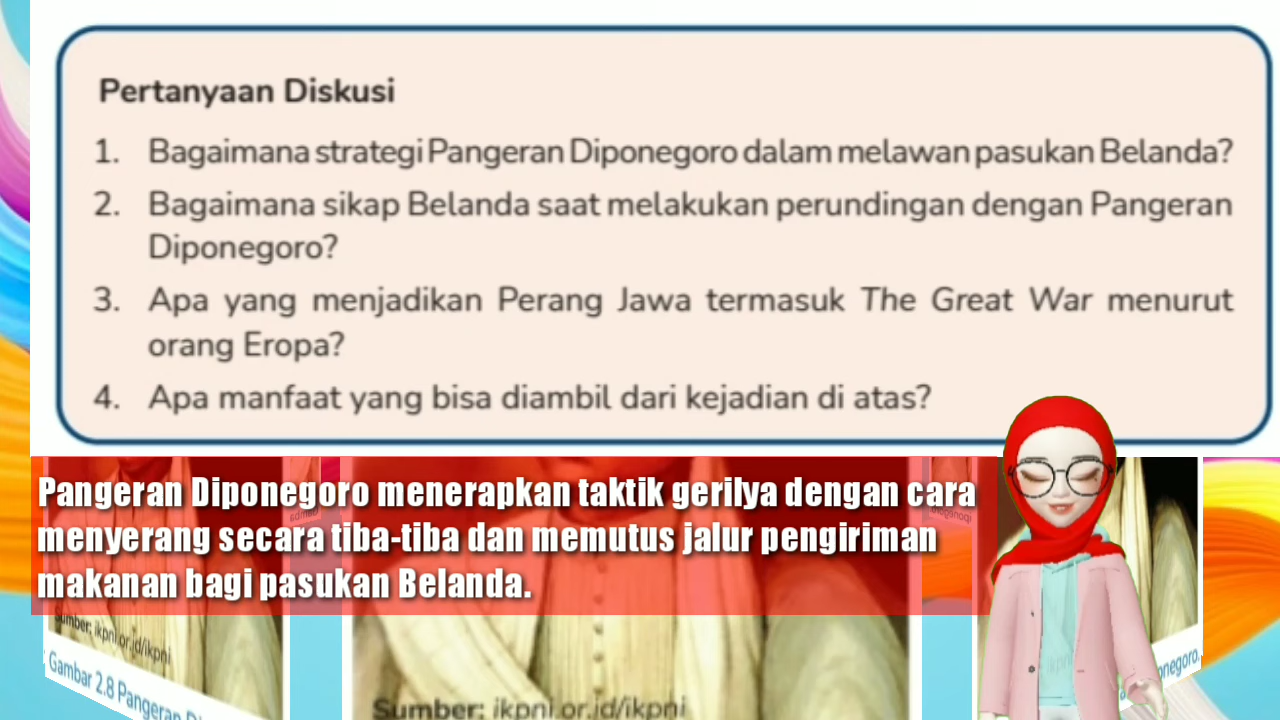 Pertanyaan Diskusi
1. Bagaimana strategi Pangeran Diponegoro dalam melawan pasukan Belanda?
2. Bagaimana sikap Belanda saat melakukan perundingan dengan Pangeran
Diponegoro?
3. Apa yang menjadikan Perang Jawa termasuk The Great War menurut
orang Eropa?
4. Apa manfaat yang bisa diambil dari kejadian di atas?
Pangeran Diponegoro menerapkan taktik gerilya dengan cara
menyerang secara tiba-tiba dan memutus jalur pengiriman
makanan bagi pasukan Belanda.
Sumber: ikpni.or.id/ikpni
Gambar 2.8 Pangeran
Sumber: ikpni.or.id/ikpni